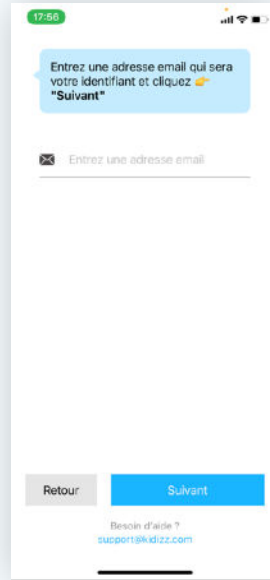 17:56
Entrez une adresse email qui sera
votre identifiant et cliquez 👉
"Suivant"
Entrez une adresse email
Retour
Suivant
Besoin d'aide ?
support@kidizz.com